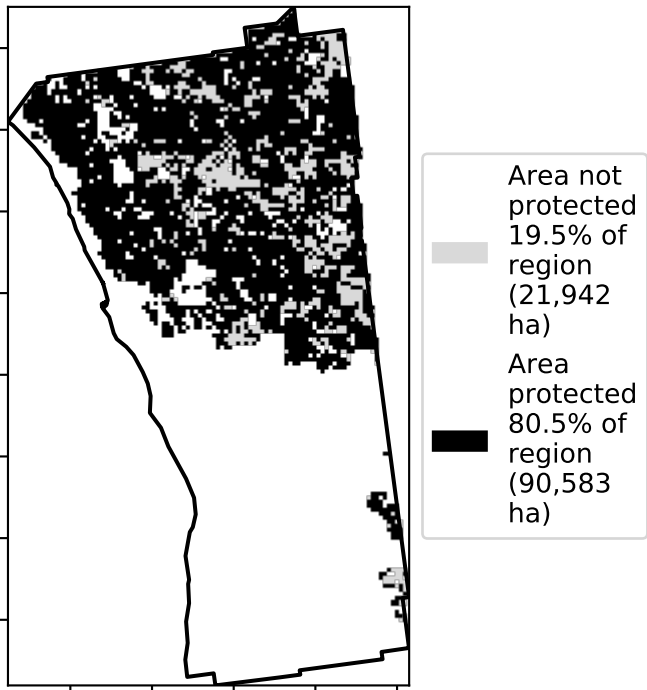 Area not
protected
19.5% of
region
(21,942
ha)
Area
protected
80.5% of
region
(90,583
ha)